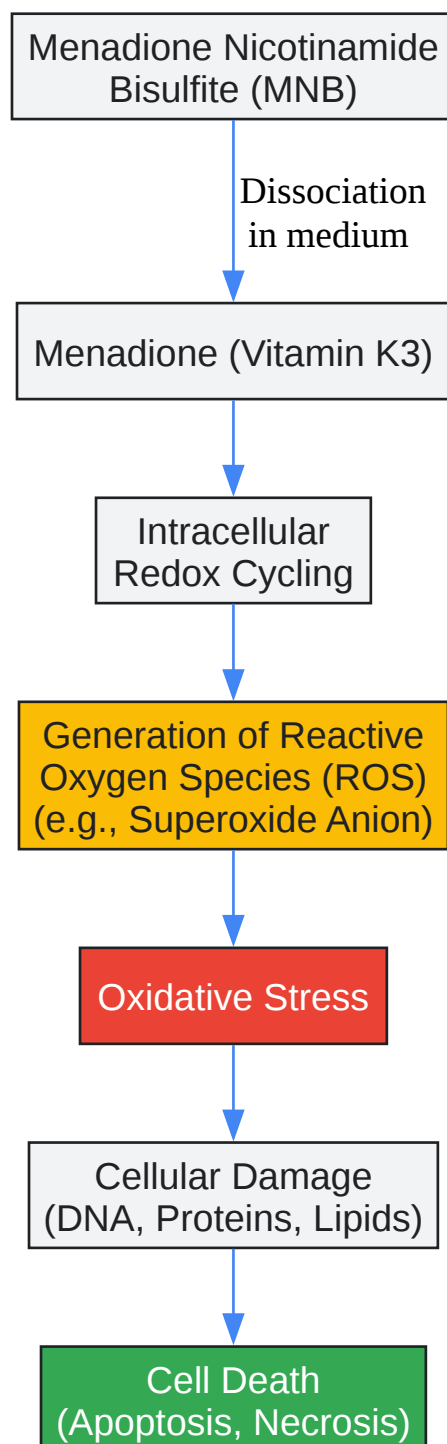 Menadione Nicotinamide
Bisulfite (MNB)
Dissociation
in medium
Menadione (Vitamin K3)
Intracellular
Redox Cycling
Generation of Reactive
Oxygen Species (ROS)
(e.g., Superoxide Anion)
Oxidative Stress
Cellular Damage
(DNA, Proteins, Lipids)
Cell Death
(Apoptosis, Necrosis)